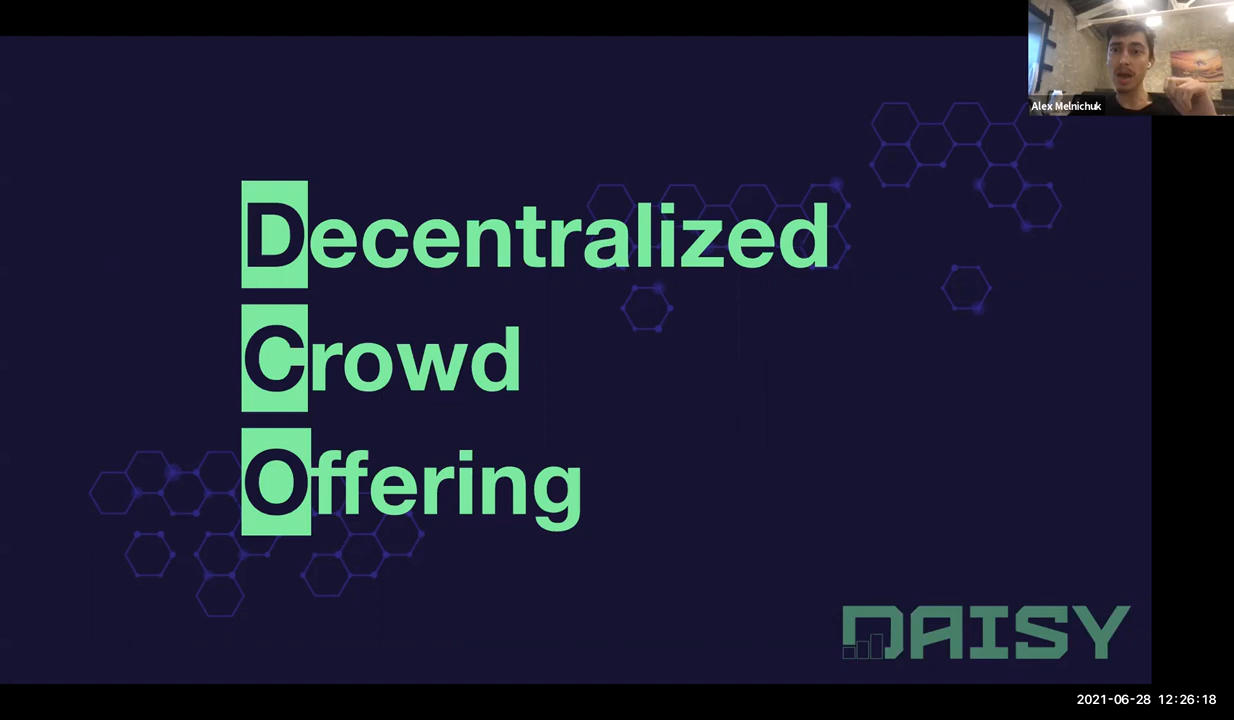 Alex Melnichuk
Decentralized
Crowd
Offering
DAISY
2021-06-28 12:26:18